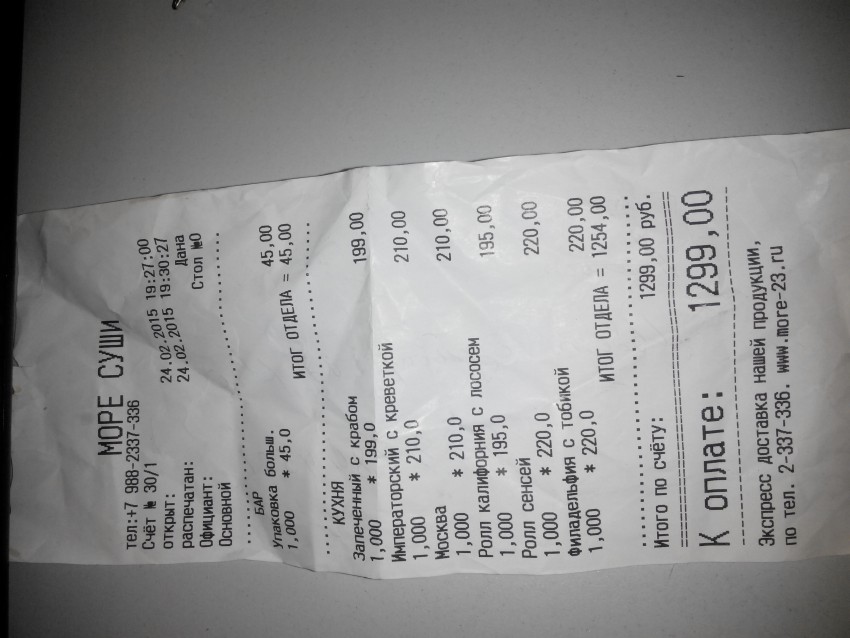 МОРЕ СУШИ
тел:+7 988-2337-336
Счёт № 30/1
открыт: 24.02.2015 19:27:00
распечатан: 24.02.2015 19:30:27
Официант: Дана
Основной Стол №0
БАР
Упаковка больш.
1,000 * 45,0 45,00
ИТОГ ОТДЕЛА = 45,00
КУХНЯ
Запеченный с крабом
1,000 * 199,0 199,00
Императорский с креветкой
1,000 * 210,0 210,00
Москва
1,000 * 210,0 210,00
Ролл калифорния с лососем
1,000 * 195,0 195,00
Ролл сенсей
1,000 * 220,0 220,00
филадельфия с тобикой
1,000 * 220,0 220,00
ИТОГ ОТДЕЛА = 1254,00
Итого по счёту: 1299,00 руб.
К оплате: 1299,00
Экспресс доставка нашей продукции,
по тел. 2-337-336. www.more-23.ru